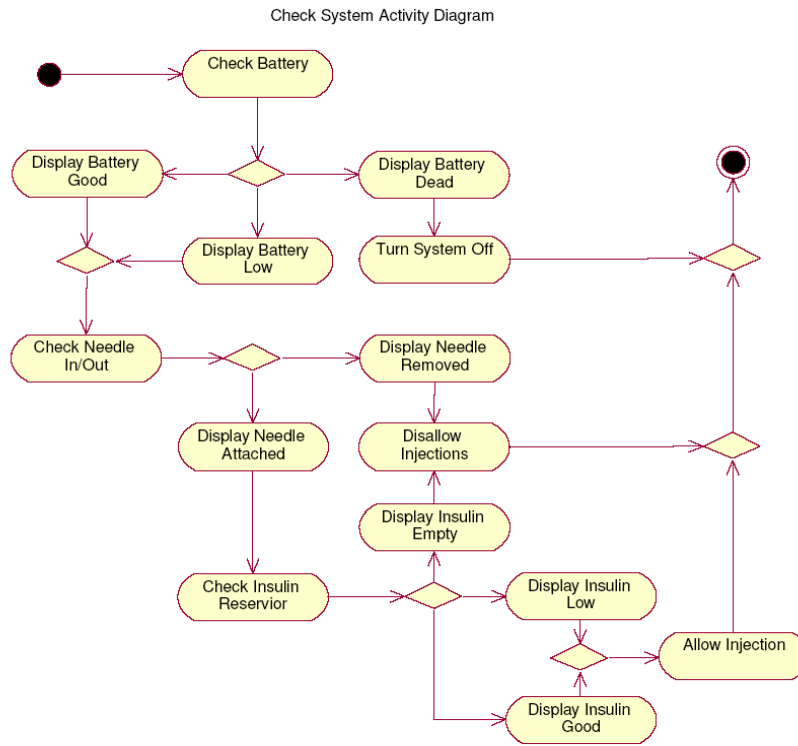 Check System Activity Diagram
Check Battery
Display Battery
Good
Display Battery
Dead
Display Battery
Low
Turn System Off
Check Needle
In/Out
Display Needle
Removed
Display Needle
Attached
Disallow
Injections
Display Insulin
Empty
Check Insulin
Reservior
Display Insulin
Low
Allow Injection
Display Insulin
Good